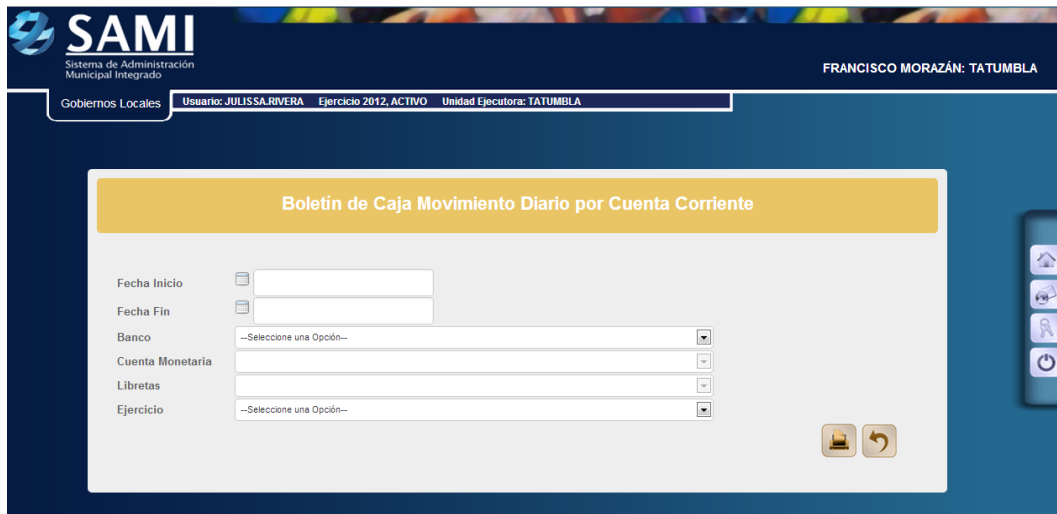 SAMI
Sistema de Administración
Municipal Integrado
FRANCISCO MORAZÁN: TATUMBLA
Gobiernos Locales
Usuario: JULISSA.RIVERA Ejercicio 2012, ACTIVO Unidad Ejecutora: TATUMBLA
Boletín de Caja Movimiento Diario por Cuenta Corriente
Fecha Inicio
Fecha Fin
Banco --Seleccione una Opción--
Cuenta Monetaria
Libretas
Ejercicio --Seleccione una Opción--